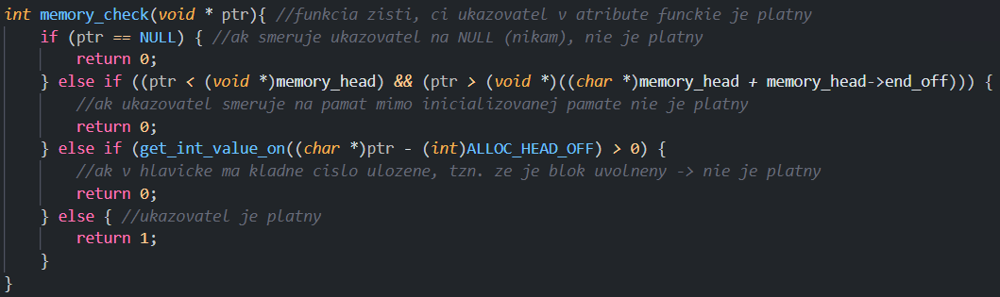 int memory_check(void * ptr){ //funkcia zisti, ci ukazovatel v atribute funckie je platny
    if (ptr == NULL) { //ak smeruje ukazovatel na NULL (nikam), nie je platny
        return 0;
    } else if ((ptr < (void *)memory_head) && (ptr > (void *)((char *)memory_head + memory_head->end_off))) {
        //ak ukazovatel smeruje na pamat mimo inicializovanej pamate nie je platny
        return 0;
    } else if (get_int_value_on((char *)ptr - (int)ALLOC_HEAD_OFF) > 0) {
        //ak v hlavicke ma kladne cislo ulozene, tzn. ze je blok uvolneny -> nie je platny
        return 0;
    } else { //ukazovatel je platny
        return 1;
    }
}